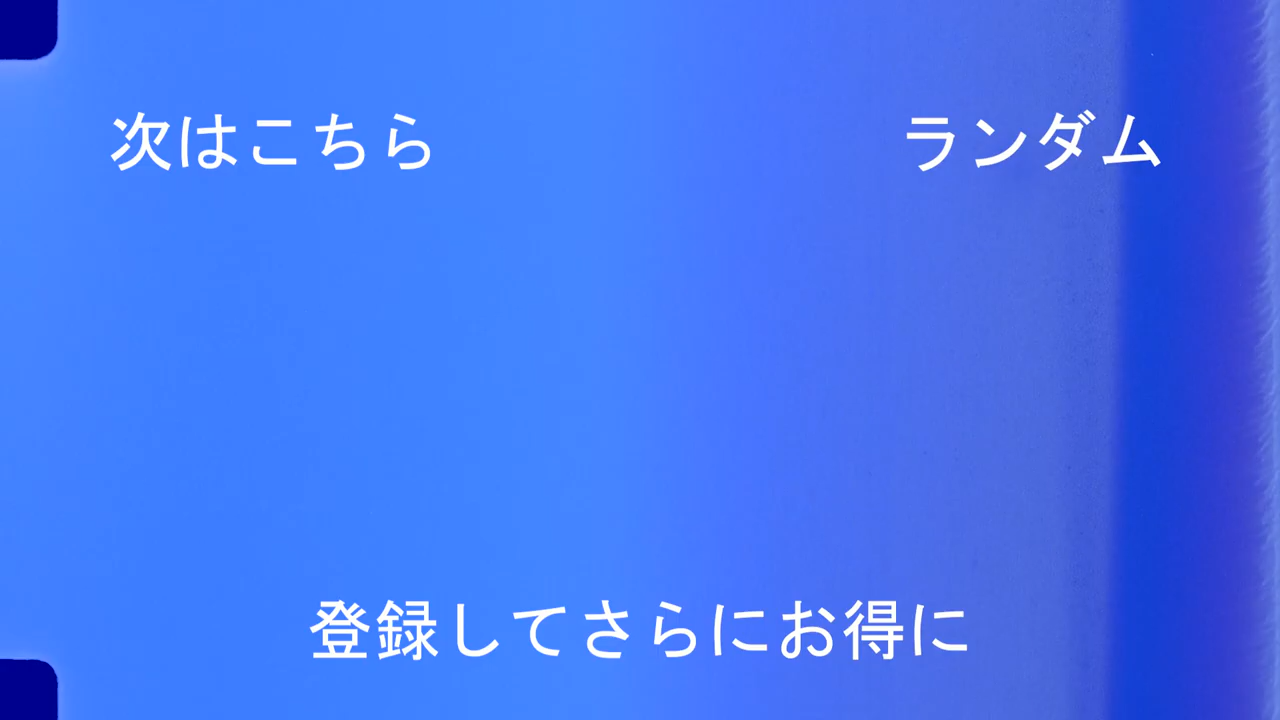 次はこちら
ランダム
登録してさらにお得に